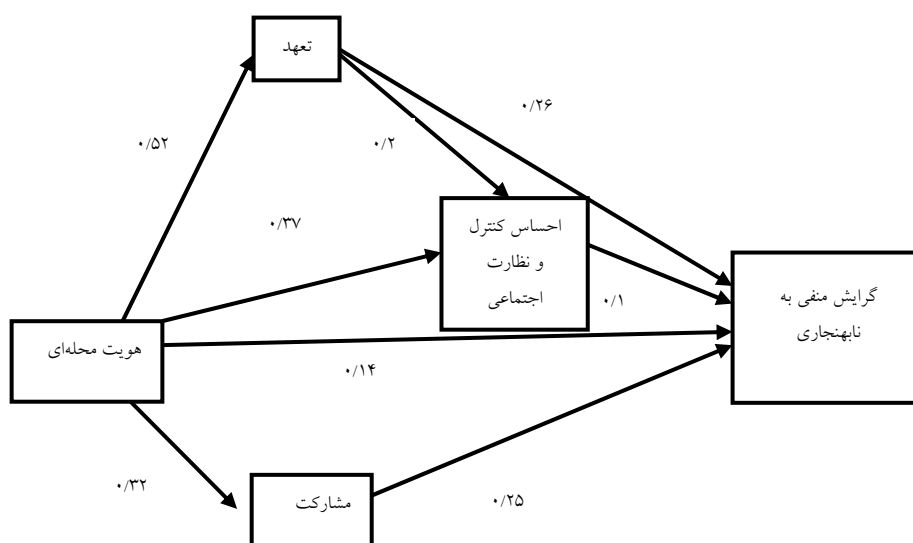 تعهد
۰/۲۶
۰/۵۲
۰/۲
احساس کنترل
و نظارت
اجتماعی
۰/۳۷
گرایش منفی به
نابهنجاری
۰/۱
هویت محله‌ای
۰/۱۴
۰/۳۲
مشارکت
۰/۲۵